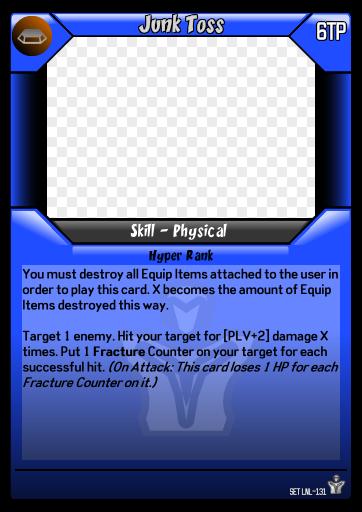 Junk Toss
6TP
Skill - Physical
Hyper Rank
You must destroy all Equip Items attached to the user in
order to play this card. X becomes the amount of Equip
Items destroyed this way.
Target 1 enemy. Hit your target for [PLV+2] damage X
times. Put 1 Fracture Counter on your target for each
successful hit. (On Attack: This card loses 1 HP for each
Fracture Counter on it.)
SET LNL-131